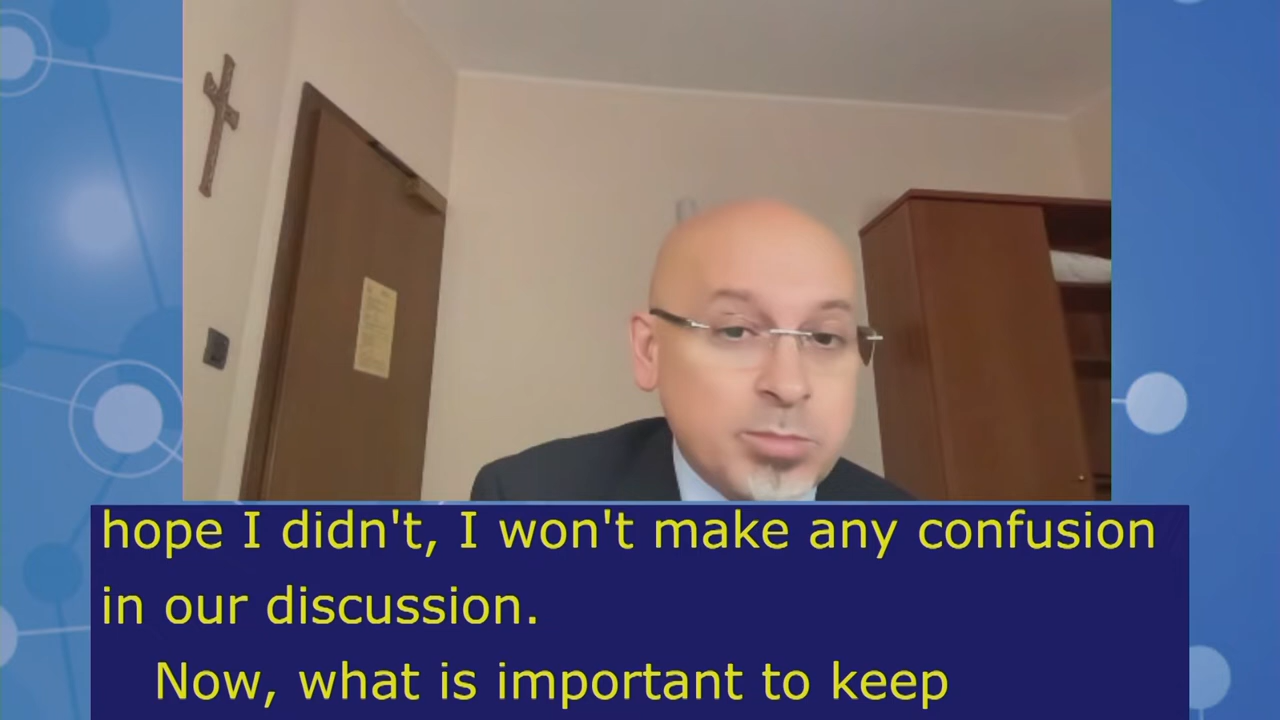 hope I didn't, I won't make any confusion
in our discussion.
Now, what is important to keep